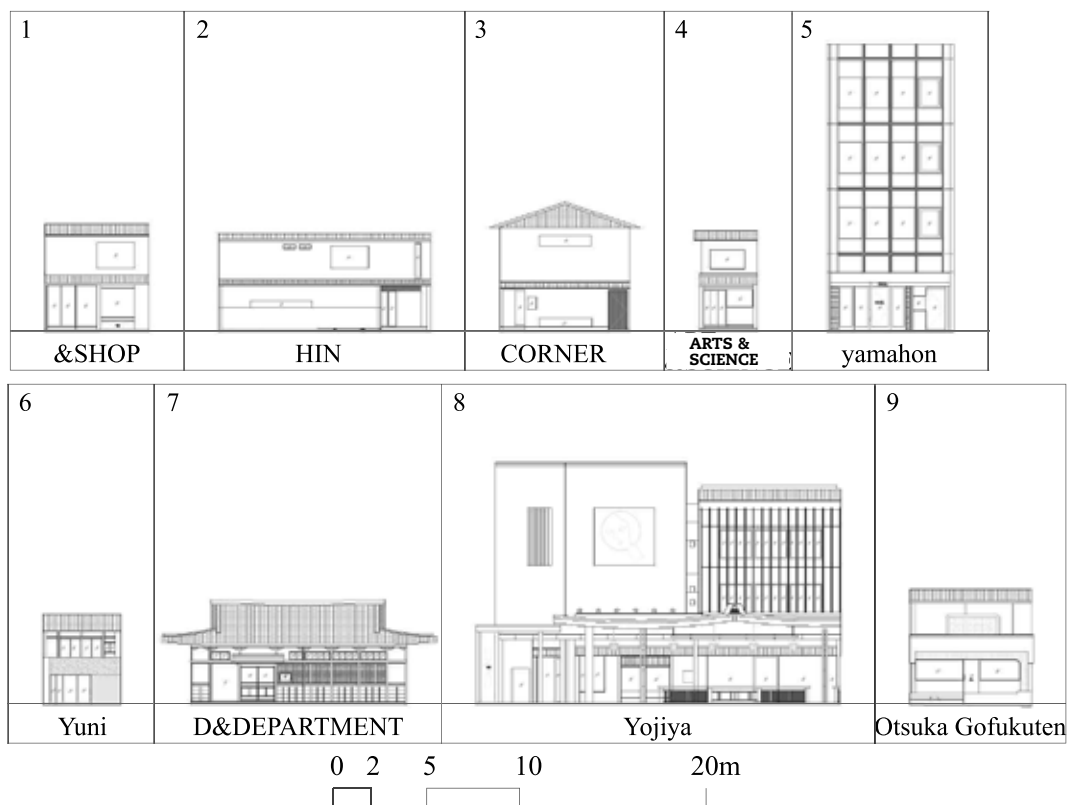 1 2 3 4 5
&SHOP HIN CORNER ARTS & SCIENCE yamahon
6 7 8 9
Yuni D&DEPARTMENT Yojiya Otsuka Gofukuten
0 2 5 10 20m